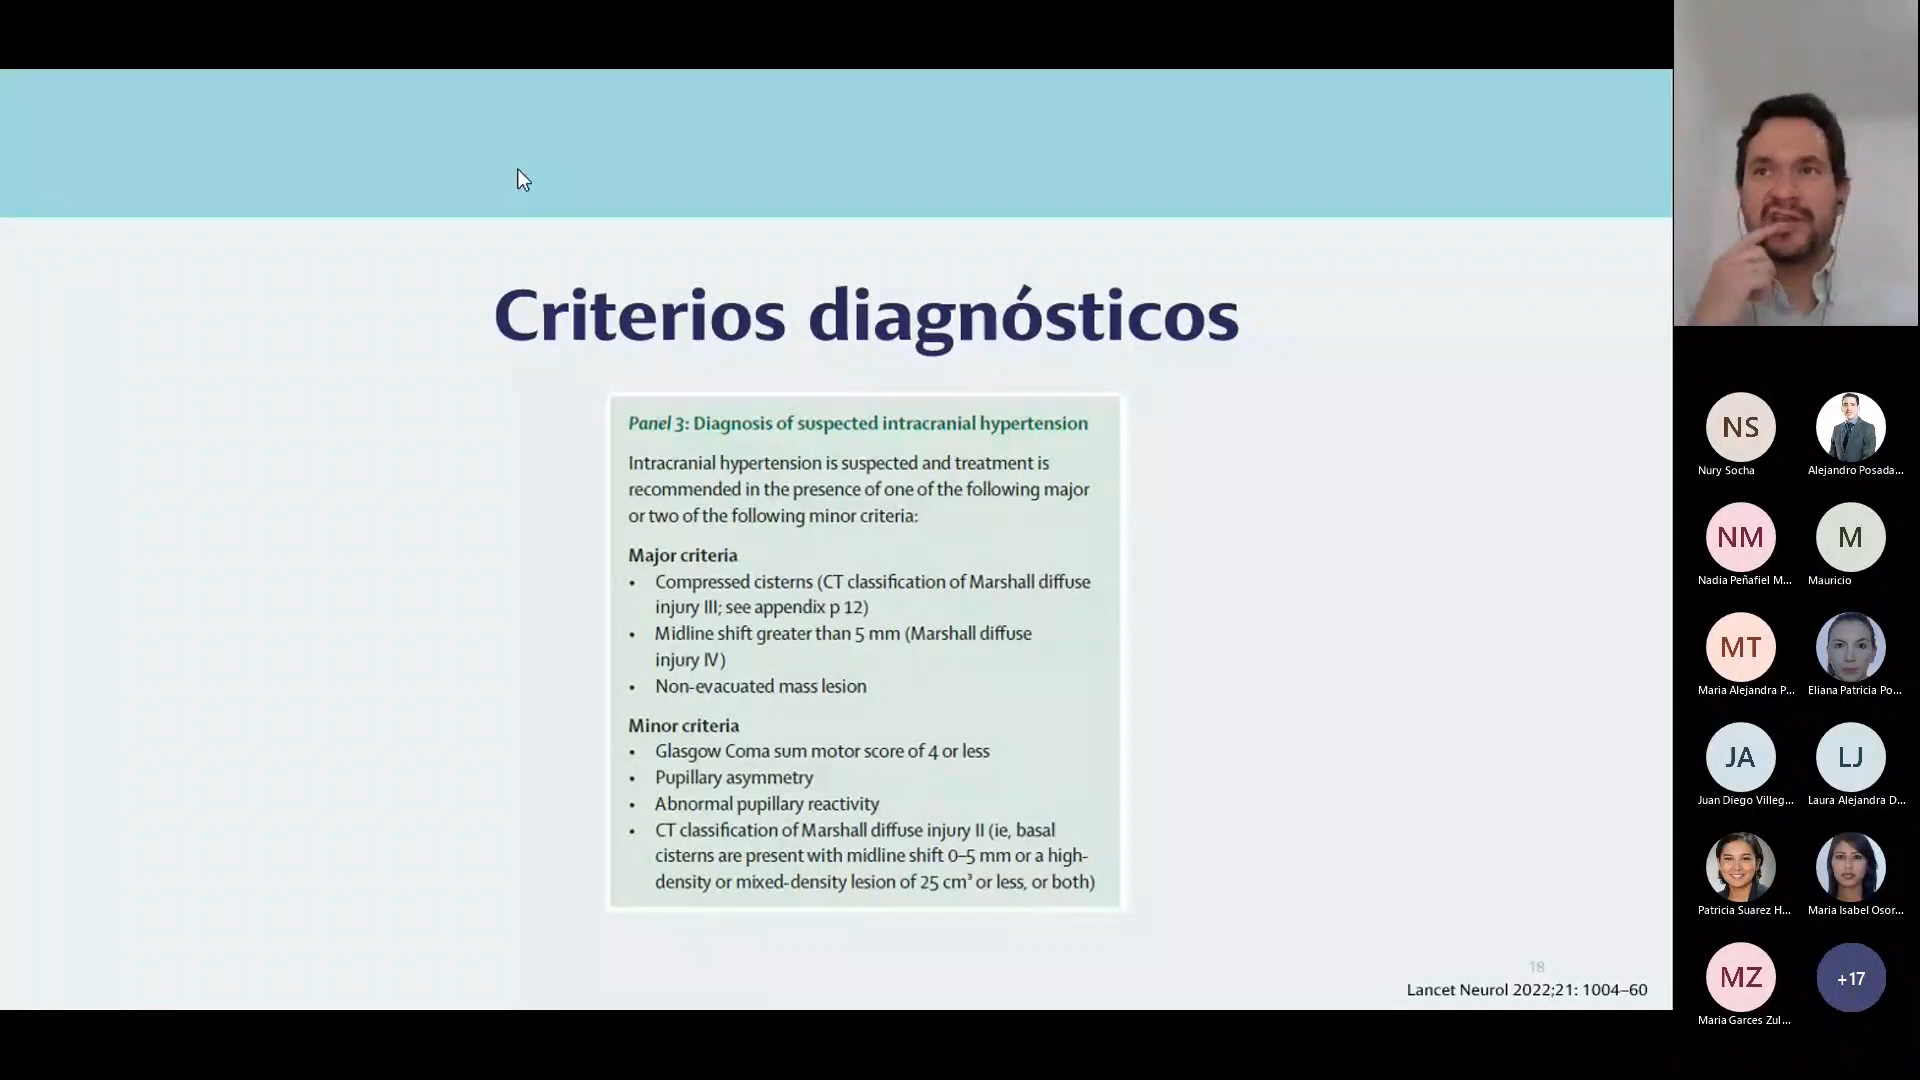 Criterios diagnósticos
Panel 3: Diagnosis of suspected intracranial hypertension
Intracranial hypertension is suspected and treatment is
recommended in the presence of one of the following major
or two of the following minor criteria:
Major criteria
• Compressed cisterns (CT classification of Marshall diffuse
injury III; see appendix p 12)
• Midline shift greater than 5 mm (Marshall diffuse
injury IV)
• Non-evacuated mass lesion
Minor criteria
• Glasgow Coma sum motor score of 4 or less
• Pupillary asymmetry
• Abnormal pupillary reactivity
• CT classification of Marshall diffuse injury II (ie, basal
cisterns are present with midline shift 0–5 mm or a high-
density or mixed-density lesion of 25 cm³ or less, or both)
18
Lancet Neurol 2022;21: 1004–60
NS
Nury Socha
Alejandro Posada...
NM
Nadia Peñafiel M...
M
Mauricio
MT
Maria Alejandra P...
Eliana Patricia Po...
JA
Juan Diego Villeg...
LJ
Laura Alejandra D...
Patricia Suarez H...
Maria Isabel Osor...
MZ
Maria Garces Zul...
+17